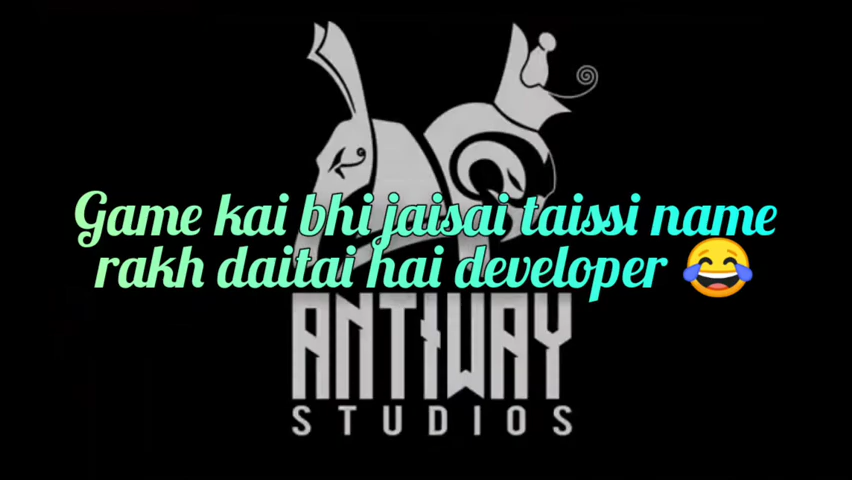 Game kai bhi jaisai taissi name
rakh daitai hai developer 😂
ANTIWAY
STUDIOS